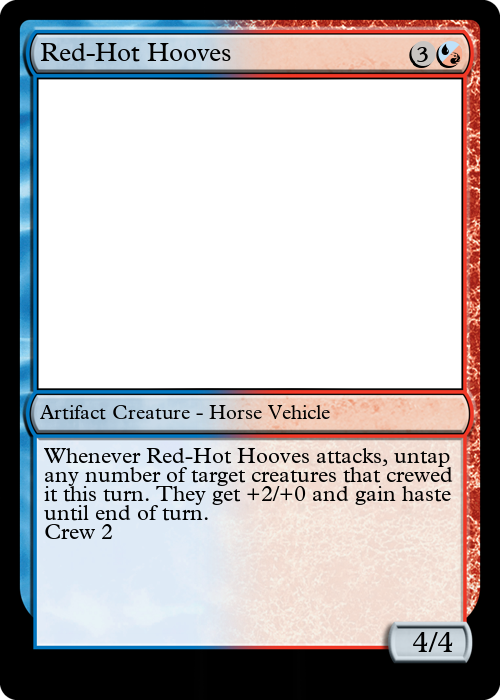 Red-Hot Hooves 3
Artifact Creature - Horse Vehicle
Whenever Red-Hot Hooves attacks, untap
any number of target creatures that crewed
it this turn. They get +2/+0 and gain haste
until end of turn.
Crew 2
4/4